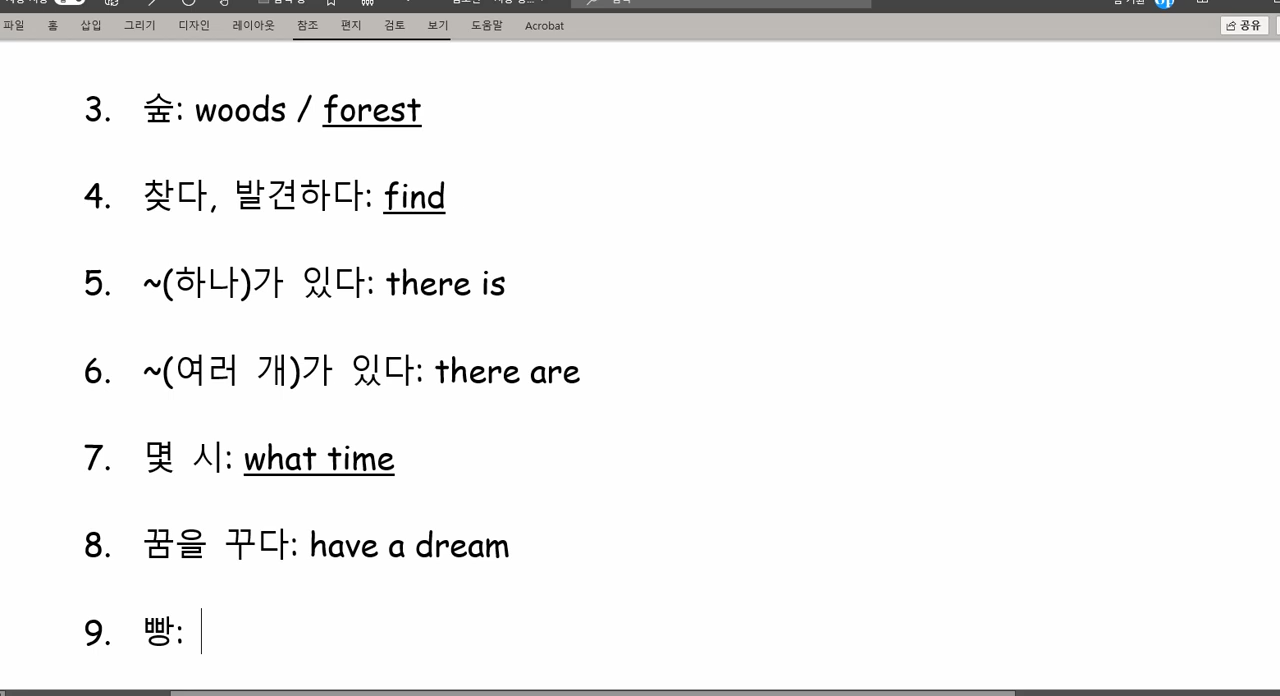 파일 홈 삽입 그리기 디자인 레이아웃 참조 편지 검토 보기 도움말 Acrobat 공유
3. 숲: woods / forest
4. 찾다, 발견하다: find
5. ~(하나)가 있다: there is
6. ~(여러 개)가 있다: there are
7. 몇 시: what time
8. 꿈을 꾸다: have a dream
9. 빵: